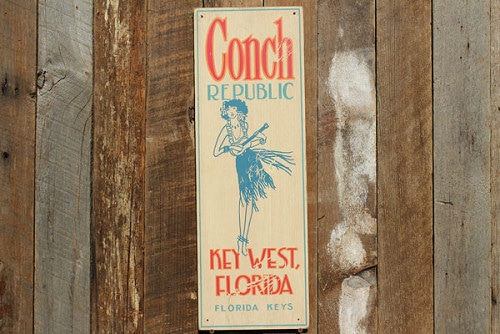 Conch
REPUBLIC
KEY WEST,
FLORIDA
FLORIDA KEYS